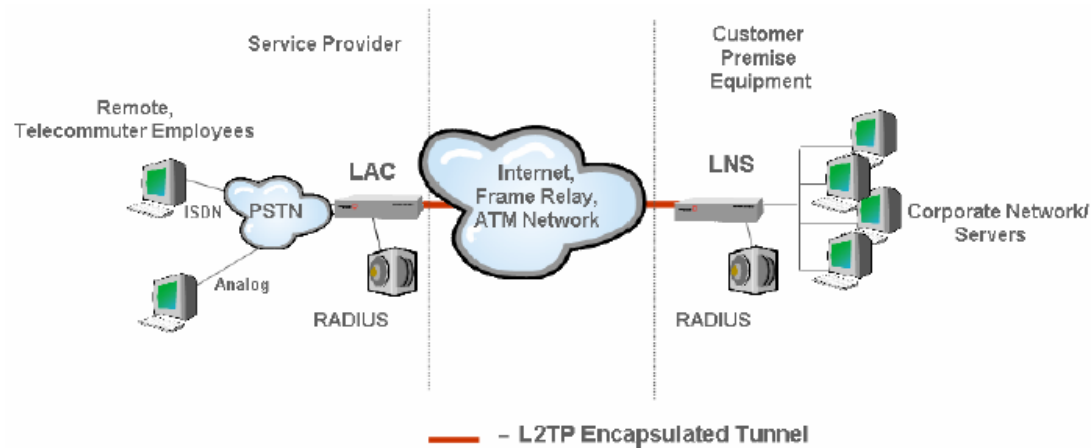 Service Provider
Customer
Premise
Equipment
Remote,
Telecommuter Employees
LAC
Internet,
Frame Relay,
ATM Network
LNS
ISDN
PSTN
Corporate Network/
Servers
Analog
RADIUS
RADIUS
– L2TP Encapsulated Tunnel